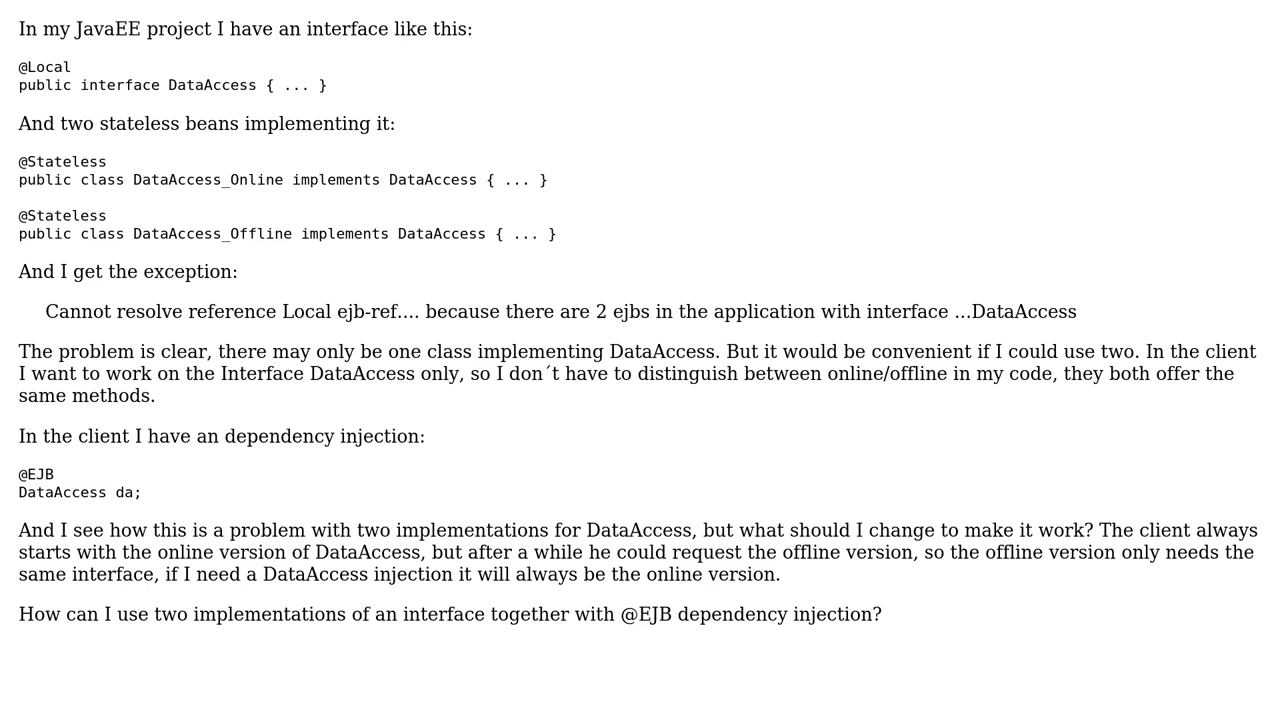 In my JavaEE project I have an interface like this:
@Local
public interface DataAccess { ... }
And two stateless beans implementing it:
@Stateless
public class DataAccess_Online implements DataAccess { ... }
@Stateless
public class DataAccess_Offline implements DataAccess { ... }
And I get the exception:
Cannot resolve reference Local ejb-ref.... because there are 2 ejbs in the application with interface ...DataAccess
The problem is clear, there may only be one class implementing DataAccess. But it would be convenient if I could use two. In the client
I want to work on the Interface DataAccess only, so I don´t have to distinguish between online/offline in my code, they both offer the
same methods.
In the client I have an dependency injection:
@EJB
DataAccess da;
And I see how this is a problem with two implementations for DataAccess, but what should I change to make it work? The client always
starts with the online version of DataAccess, but after a while he could request the offline version, so the offline version only needs the
same interface, if I need a DataAccess injection it will always be the online version.
How can I use two implementations of an interface together with @EJB dependency injection?